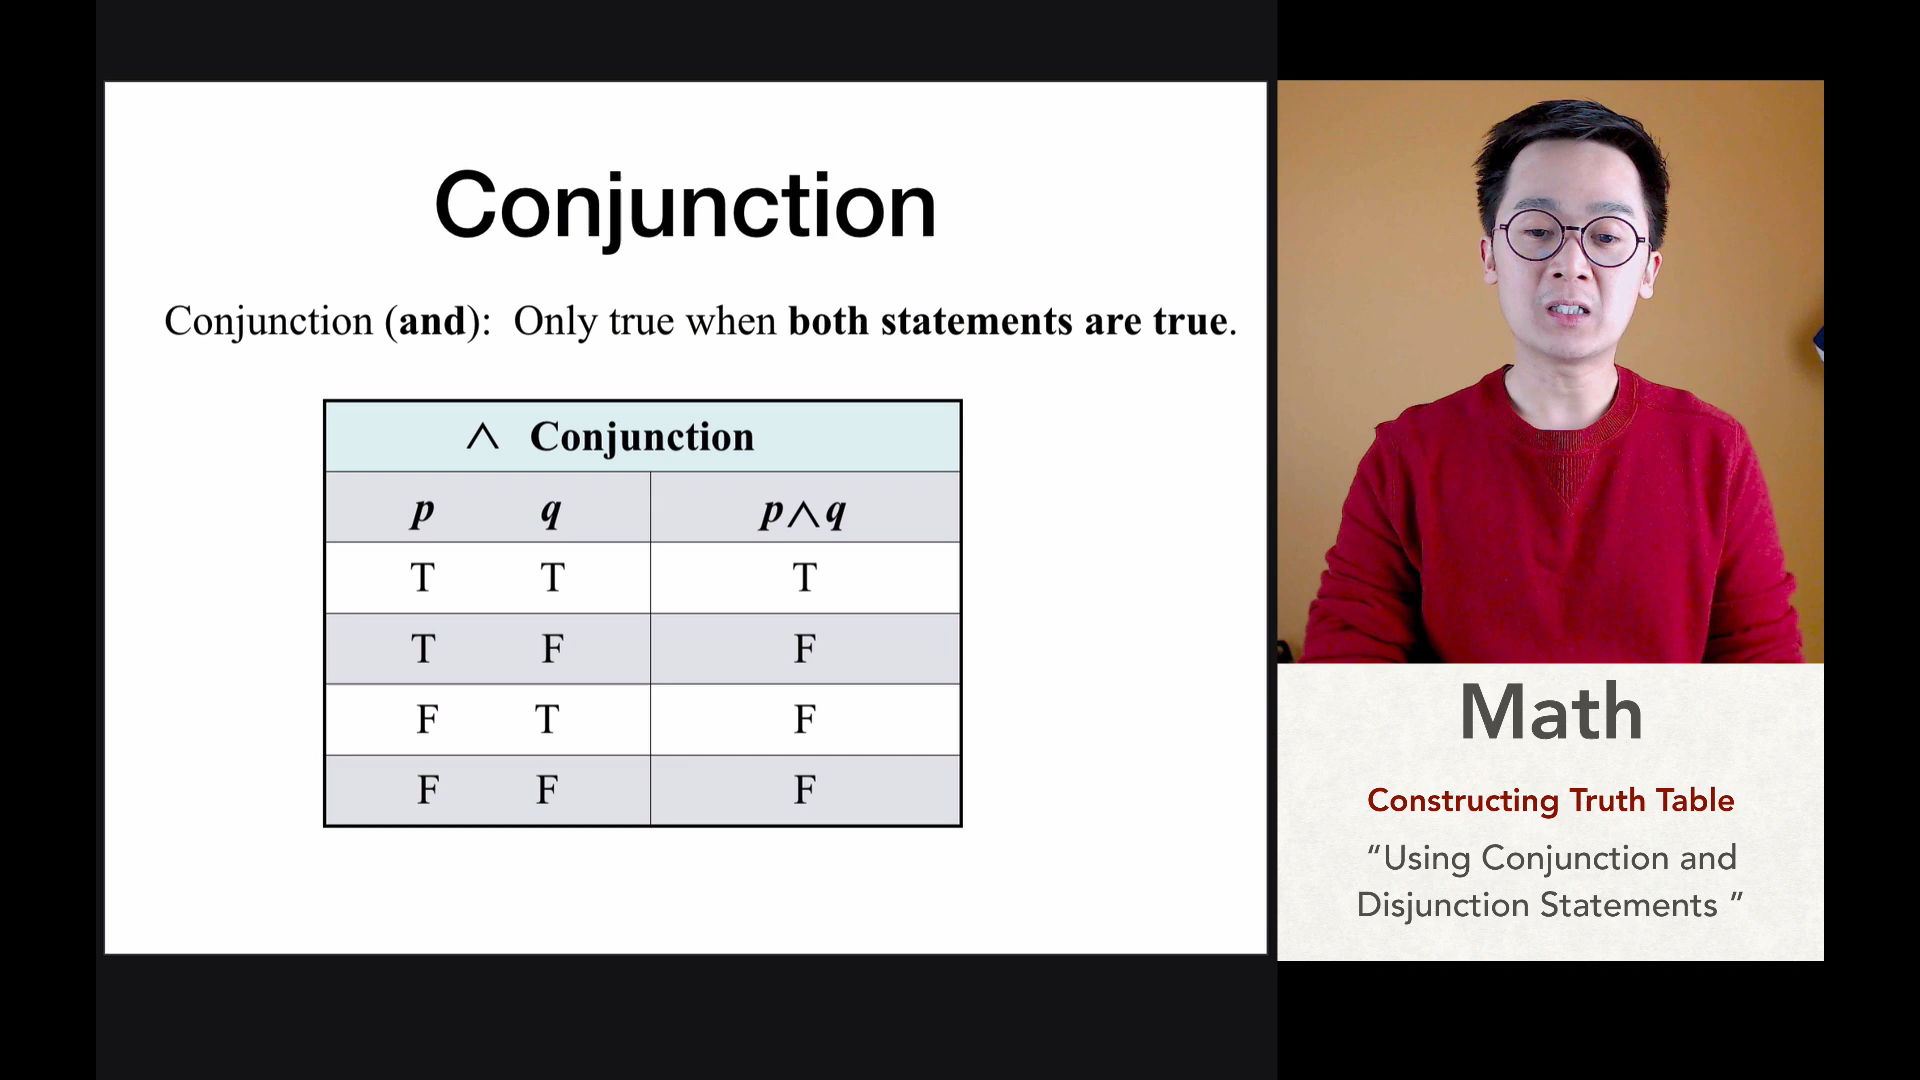 Conjunction
Conjunction (and): Only true when both statements are true.
∧ Conjunction
p q p∧q
T T T
T F F
F T F
F F F
Math
Constructing Truth Table
“Using Conjunction and
Disjunction Statements ”